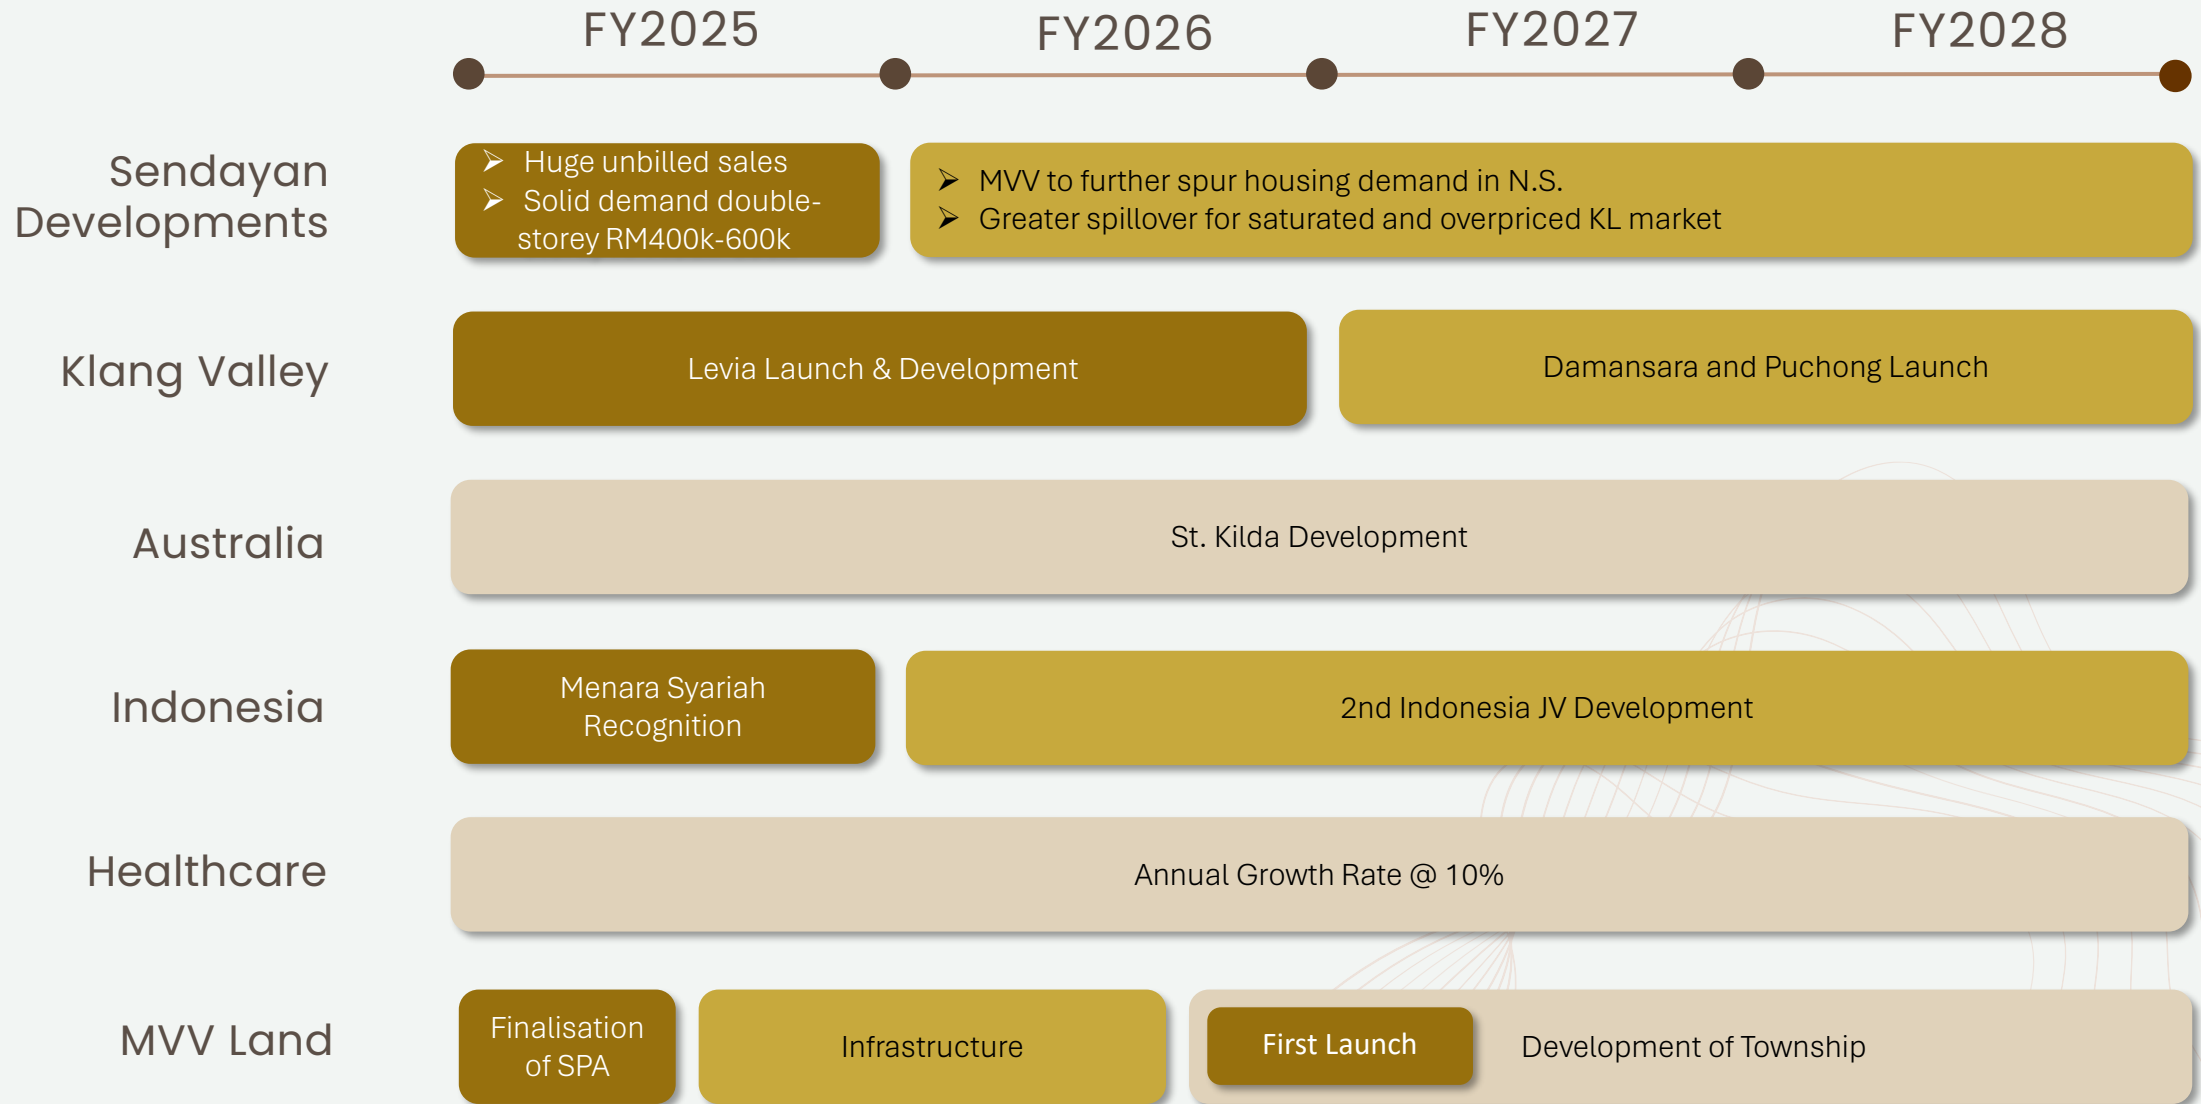 FY2025 FY2026 FY2027 FY2028
Sendayan
Developments
➢ Huge unbilled sales
➢ Solid demand double-
storey RM400k-600k
➢ MVV to further spur housing demand in N.S.
➢ Greater spillover for saturated and overpriced KL market
Klang Valley
Levia Launch & Development
Damansara and Puchong Launch
Australia
St. Kilda Development
Indonesia
Menara Syariah
Recognition
2nd Indonesia JV Development
Healthcare
Annual Growth Rate @ 10%
MVV Land
Finalisation
of SPA
Infrastructure
First Launch
Development of Township